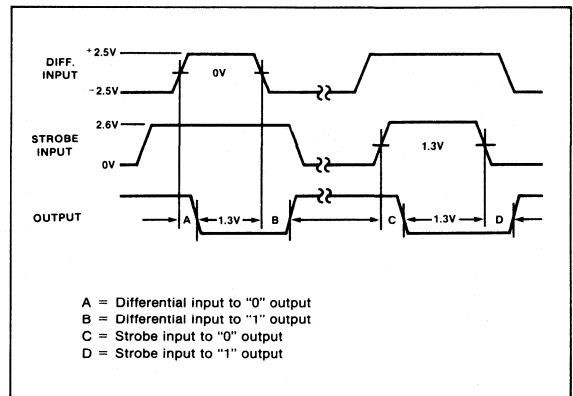 +2.5V
DIFF.
INPUT
0V
-2.5V
2.6V
STROBE
INPUT
1.3V
0V
OUTPUT
A
1.3V
B
C
1.3V
D
A = Differential input to "0" output
B = Differential input to "1" output
C = Strobe input to "0" output
D = Strobe input to "1" output